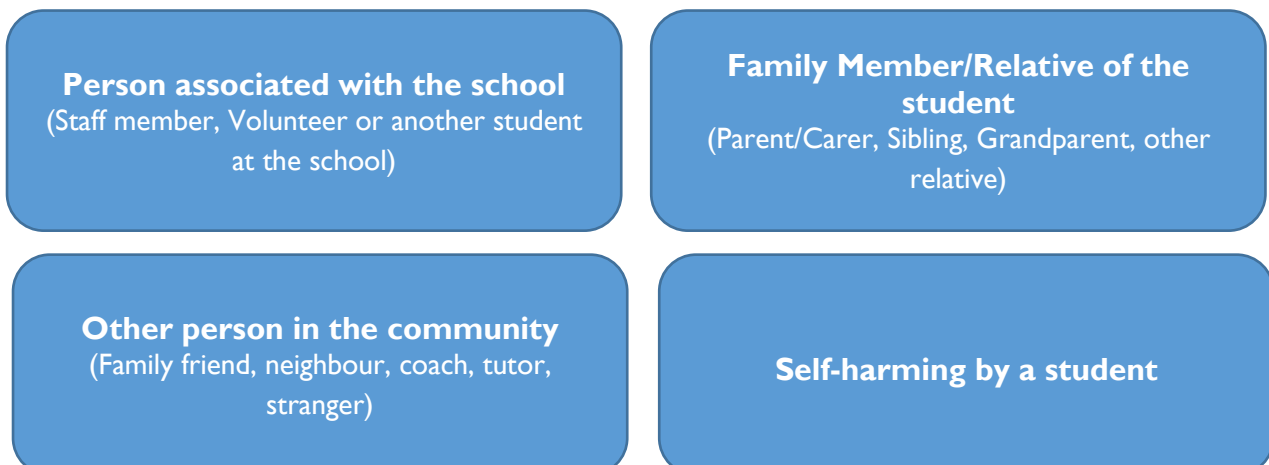 Person associated with the school
(Staff member, Volunteer or another student
at the school)
Family Member/Relative of the
student
(Parent/Carer, Sibling, Grandparent, other
relative)
Other person in the community
(Family friend, neighbour, coach, tutor,
stranger)
Self-harming by a student